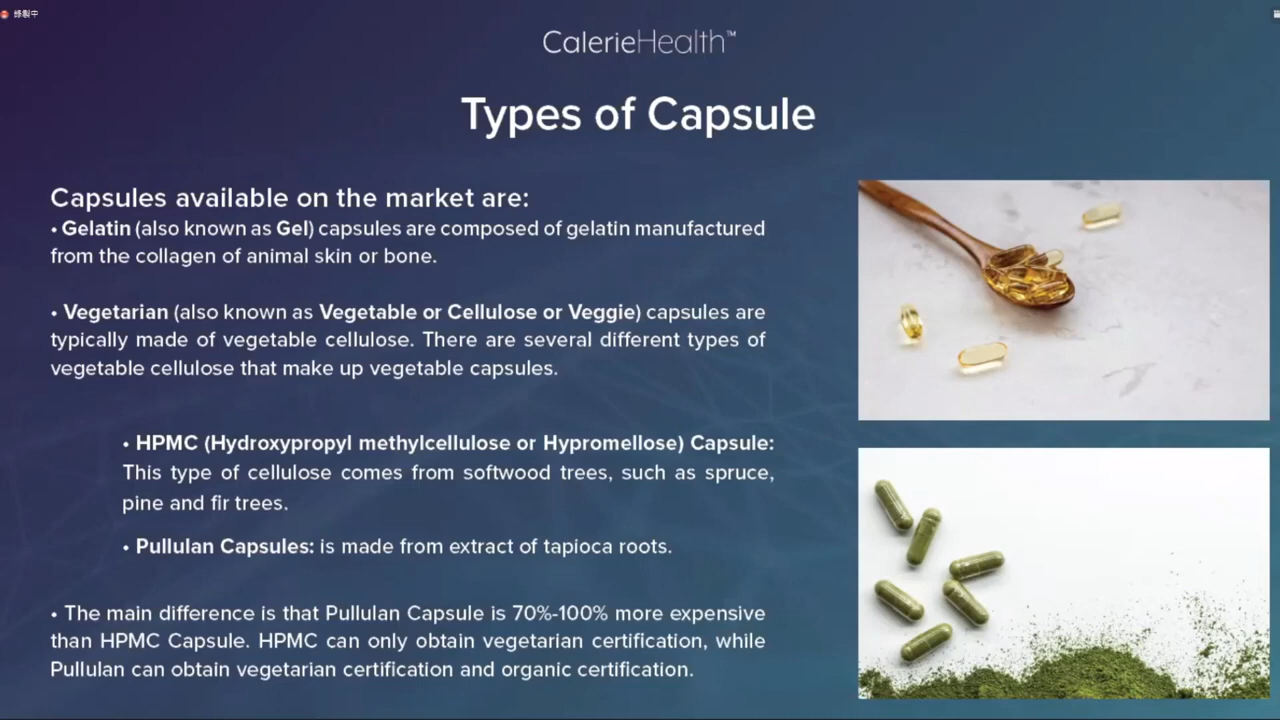 錄製中
CalerieHealth™
Types of Capsule
Capsules available on the market are:
• Gelatin (also known as Gel) capsules are composed of gelatin manufactured
from the collagen of animal skin or bone.
• Vegetarian (also known as Vegetable or Cellulose or Veggie) capsules are
typically made of vegetable cellulose. There are several different types of
vegetable cellulose that make up vegetable capsules.
• HPMC (Hydroxypropyl methylcellulose or Hypromellose) Capsule:
This type of cellulose comes from softwood trees, such as spruce,
pine and fir trees.
• Pullulan Capsules: is made from extract of tapioca roots.
• The main difference is that Pullulan Capsule is 70%-100% more expensive
than HPMC Capsule. HPMC can only obtain vegetarian certification, while
Pullulan can obtain vegetarian certification and organic certification.